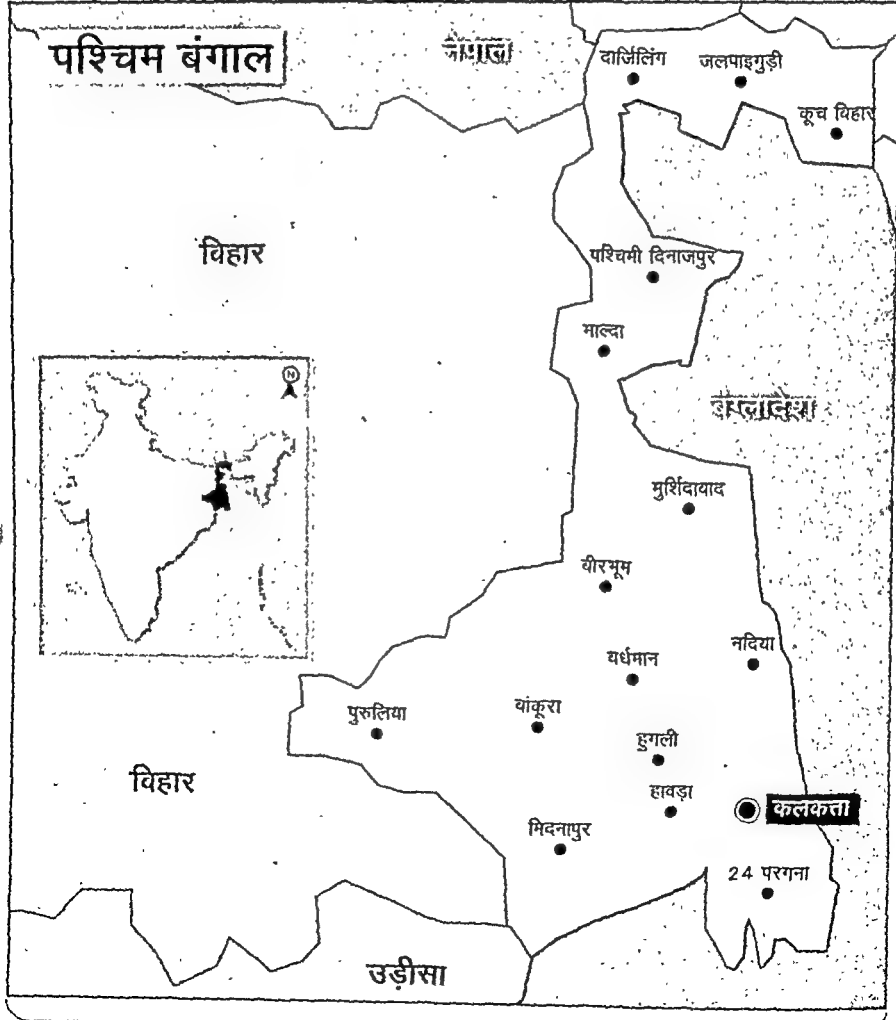 पश्चिम बंगाल
नेपाल
दार्जिलिंग
जलपाइगुड़ी
कूच विहार
विहार
पश्चिमी दिनाजपुर
माल्दा
बंग्लादेश
N
मुर्शिदावाद
वीरभूम
वर्धमान
नदिया
पुरुलिया
वांकूरा
हुगली
विहार
हावड़ा
कलकत्ता
मिदनापुर
24 परगना
उड़ीसा